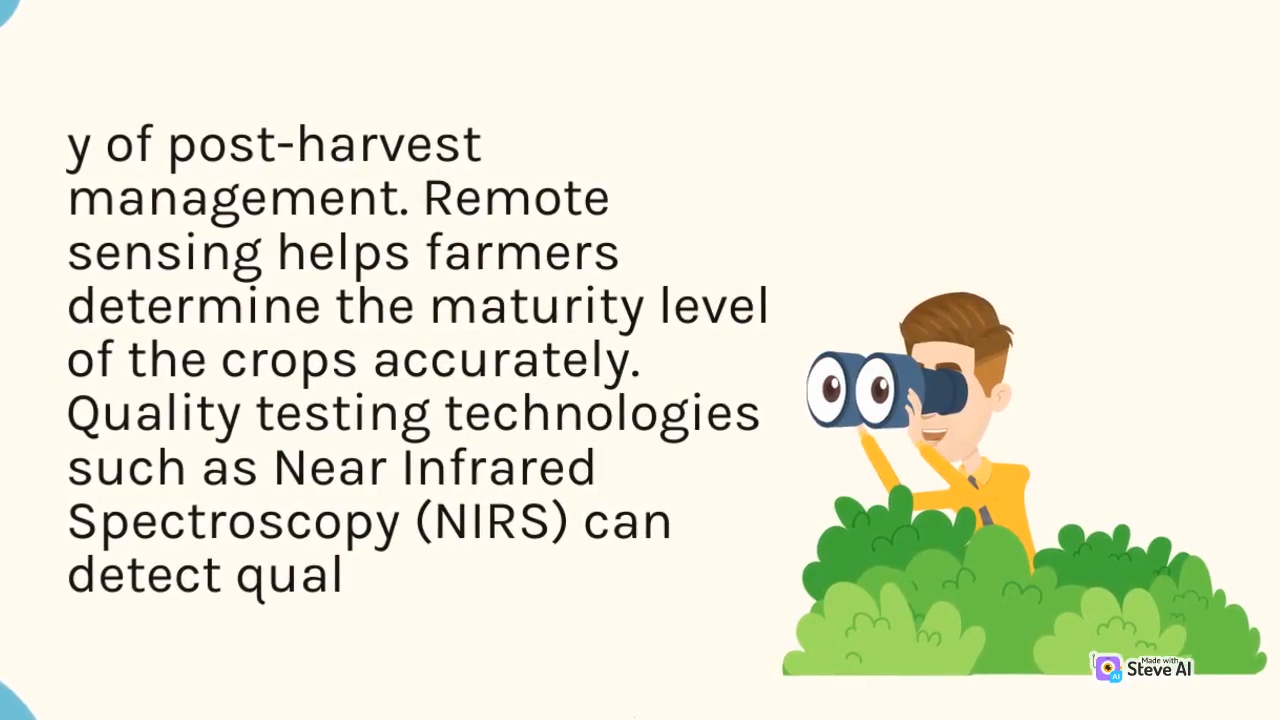 y of post-harvest
management. Remote
sensing helps farmers
determine the maturity level
of the crops accurately.
Quality testing technologies
such as Near Infrared
Spectroscopy (NIRS) can
detect qual
Made with
Steve AI
AI